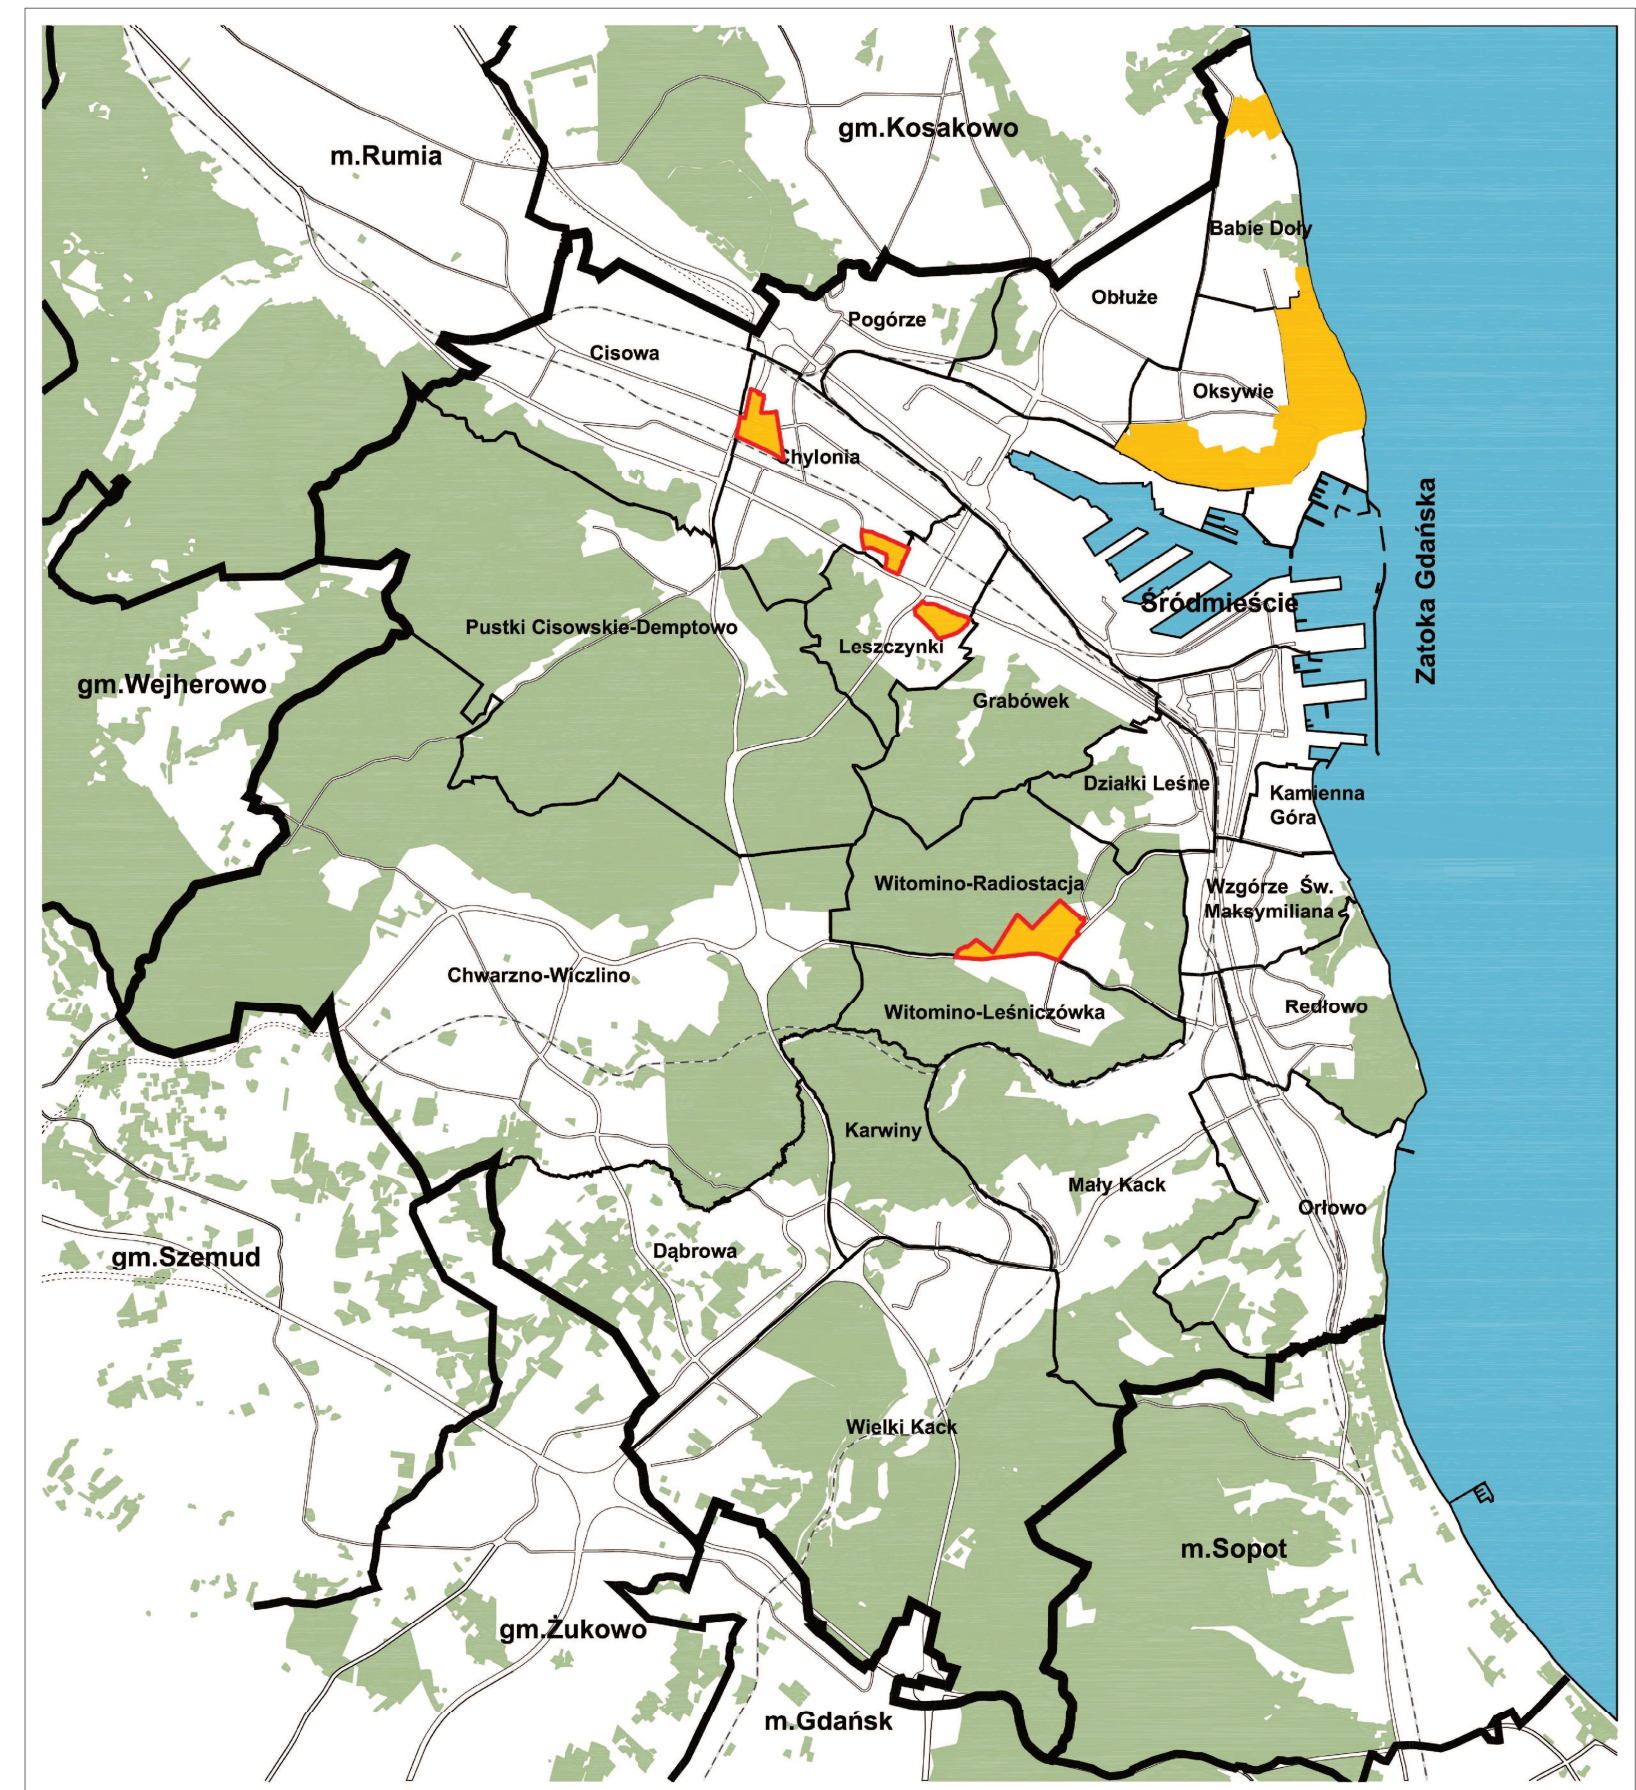 gm.Kosakowo
m.Rumia
Babie Doły
Obłuże
Pogórze
Cisowa
Oksywie
Chylonia
Zatoka Gdańska
Śródmieście
Pustki Cisowskie-Demptowo
Leszczynki
gm.Wejherowo
Grabówek
Działki Leśne
Kamienna
Góra
Witomino-Radiostacja
Wzgórze Św.
Maksymiliana
Chwarzno-Wiczlino
Redłowo
Witomino-Leśniczówka
Karwiny
Mały Kack
Orłowo
Dąbrowa
gm.Szemud
Wielki Kack
m.Sopot
gm.Żukowo
m.Gdańsk